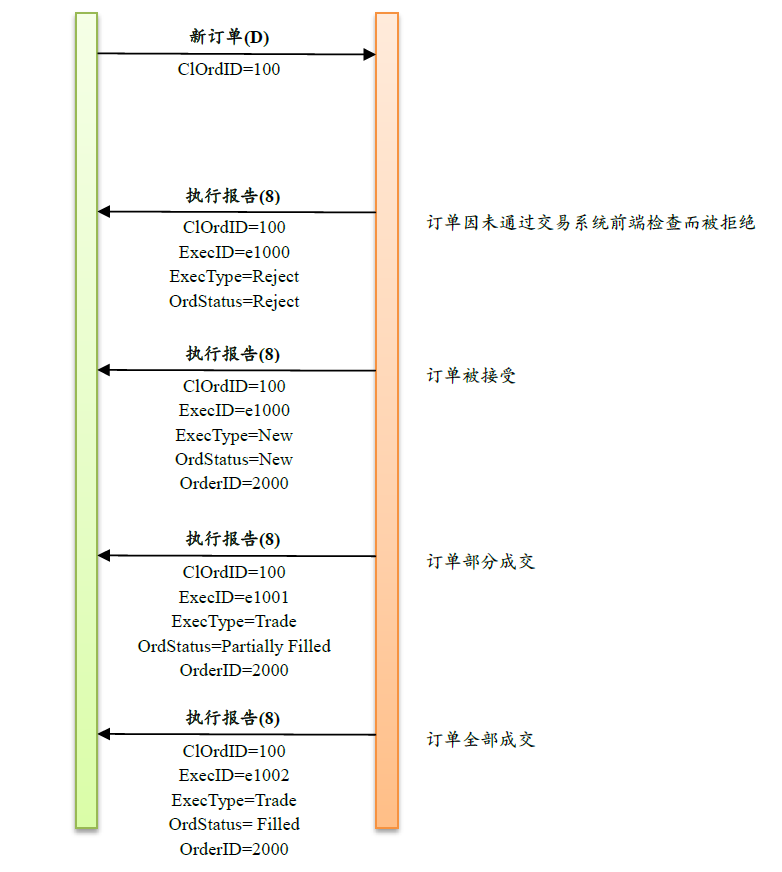 新订单(D)
ClOrdID=100
执行报告(8)
订单因未通过交易系统前端检查而被拒绝
ClOrdID=100
ExecID=e1000
ExecType=Reject
OrdStatus=Reject
执行报告(8)
订单被接受
ClOrdID=100
ExecID=e1000
ExecType=New
OrdStatus=New
OrderID=2000
执行报告(8)
订单部分成交
ClOrdID=100
ExecID=e1001
ExecType=Trade
OrdStatus=Partially Filled
OrderID=2000
执行报告(8)
订单全部成交
ClOrdID=100
ExecID=e1002
ExecType=Trade
OrdStatus= Filled
OrderID=2000